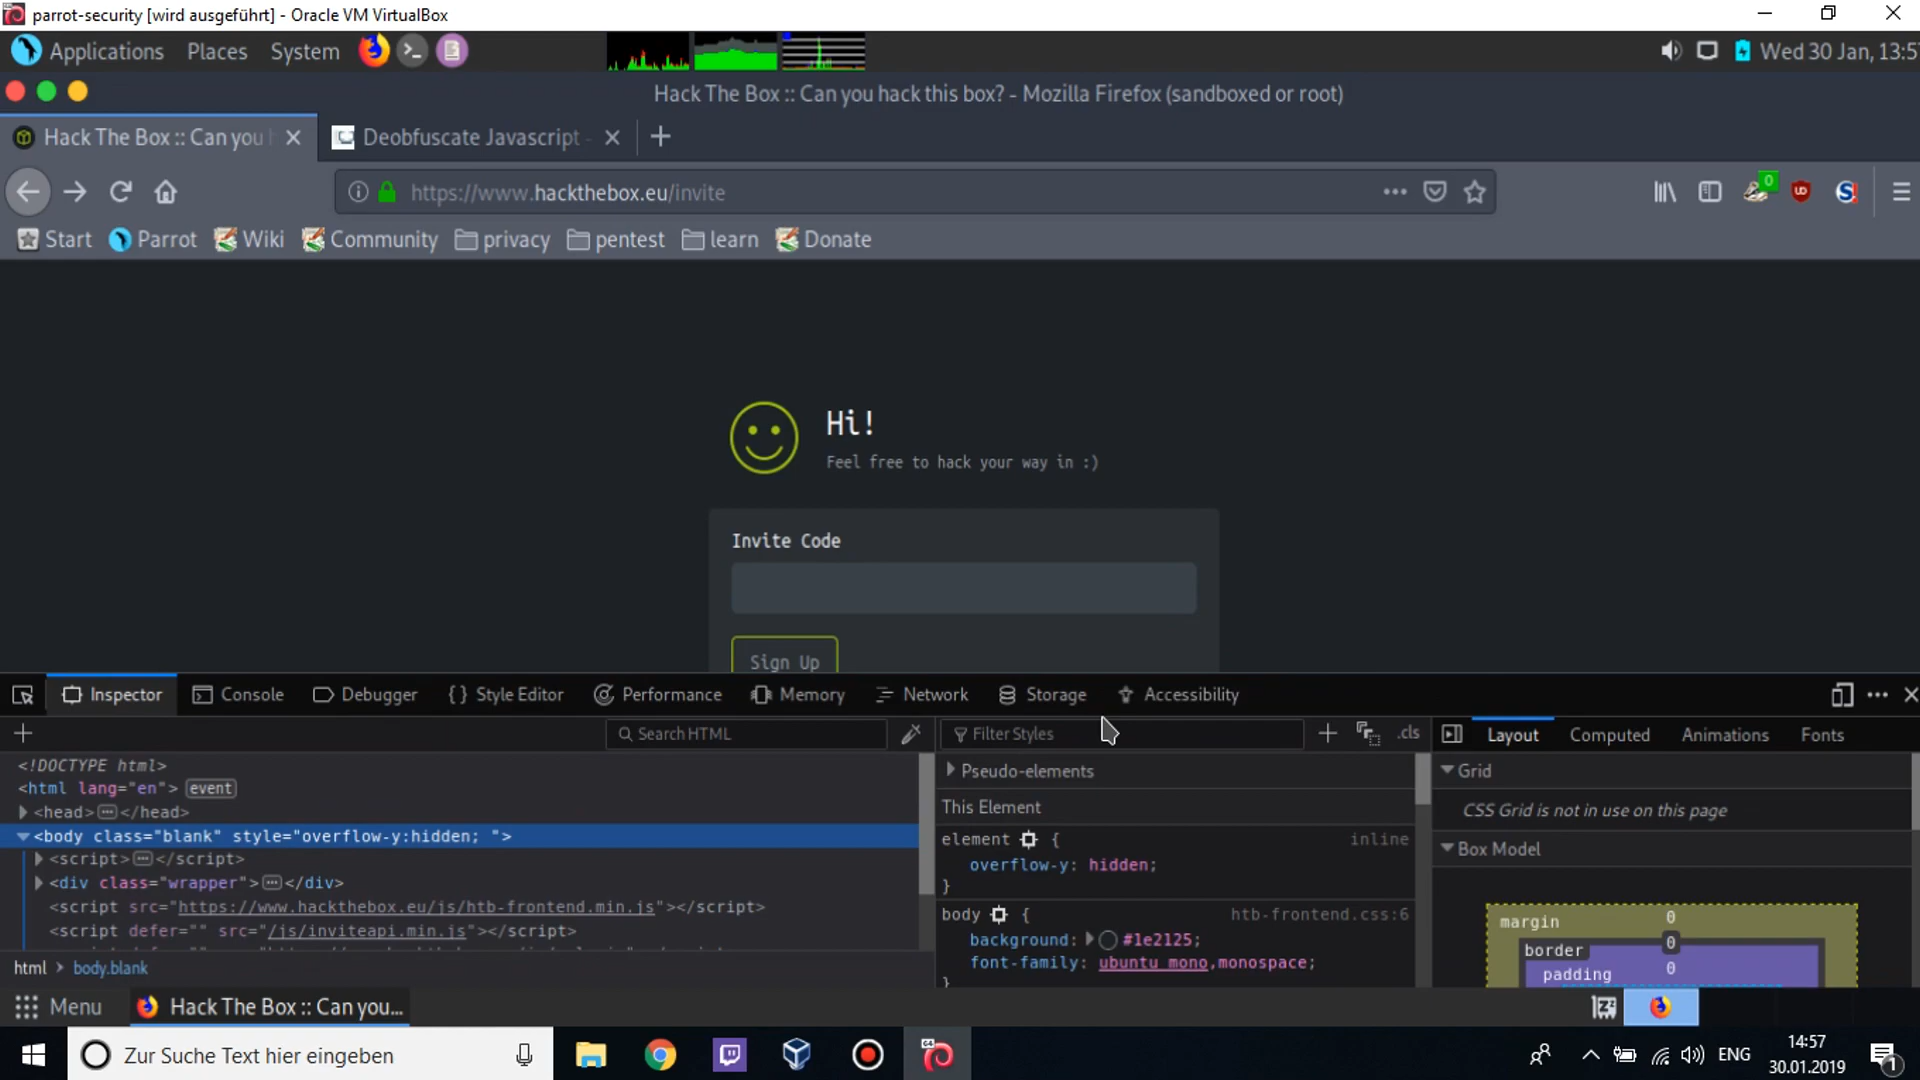 parrot-security [wird ausgeführt] - Oracle VM VirtualBox
Applications Places System
Wed 30 Jan, 13:5
Hack The Box :: Can you hack this box? - Mozilla Firefox (sandboxed or root)
Hack The Box :: Can you h
Deobfuscate Javascript -
https://www.hackthebox.eu/invite
0
Start Parrot Wiki Community privacy pentest learn Donate
Hi!
Feel free to hack your way in :)
Invite Code
Sign Up
Inspector Console Debugger Style Editor Performance Memory Network Storage Accessibility
Search HTML
Filter Styles
.cls
Layout Computed Animations Fonts
<!DOCTYPE html>
<html lang="en"> event
<head> </head>
<body class="blank" style="overflow-y:hidden; ">
<script> </script>
<div class="wrapper"> </div>
<script src="https://www.hackthebox.eu/js/htb-frontend.min.js"></script>
<script defer="" src="/js/inviteapi.min.js"></script>
html > body.blank
Pseudo-elements
This Element
element { inline
overflow-y: hidden;
}
body { htb-frontend.css:6
background: #1e2125;
font-family: ubuntu mono,monospace;
}
Grid
CSS Grid is not in use on this page
Box Model
margin 0
border 0
padding 0
Menu Hack The Box :: Can you...
Zur Suche Text hier eingeben
64
ENG
14:57
30.01.2019
1